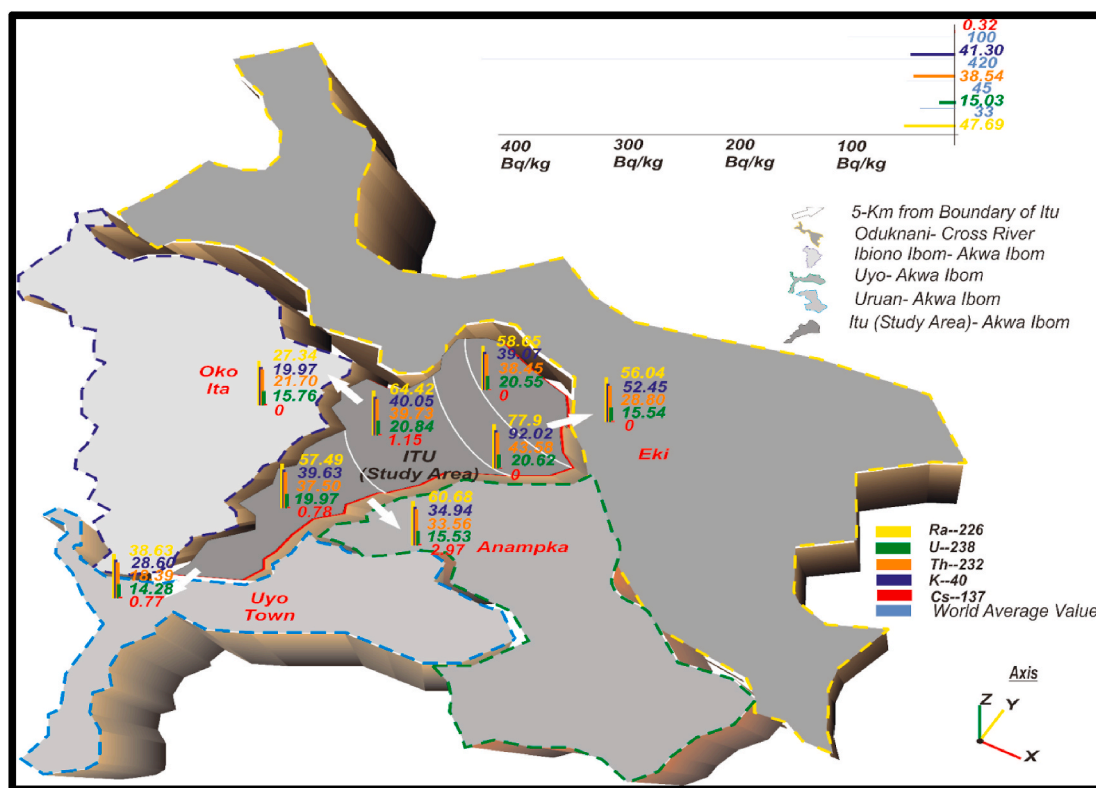 0.32
100
41.30
420
38.54
45
15.03
33
47.69
400
Bq/kg
300
Bq/kg
200
Bq/kg
100
Bq/kg
5-Km from Boundary of Itu
Oduknani- Cross River
Ibiono Ibom- Akwa Ibom
Uyo- Akwa Ibom
Uruan- Akwa Ibom
Itu (Study Area)- Akwa Ibom
Oko
Ita
27.34
19.97
21.70
15.76
0
64.42
40.05
39.73
20.84
1.15
58.05
39.07
38.45
20.55
0
56.04
52.45
28.80
15.54
0
Eki
77.9
92.02
20.62
0
ITU
(Study Area)
57.49
39.63
37.50
19.97
0.78
60.68
34.94
33.56
15.53
2.97
Anampka
38.63
28.60
14.28
0.77
Uyo
Town
Ra--226
U--238
Th--232
K--40
Cs--137
World Average Value
Axis
Z
Y
X